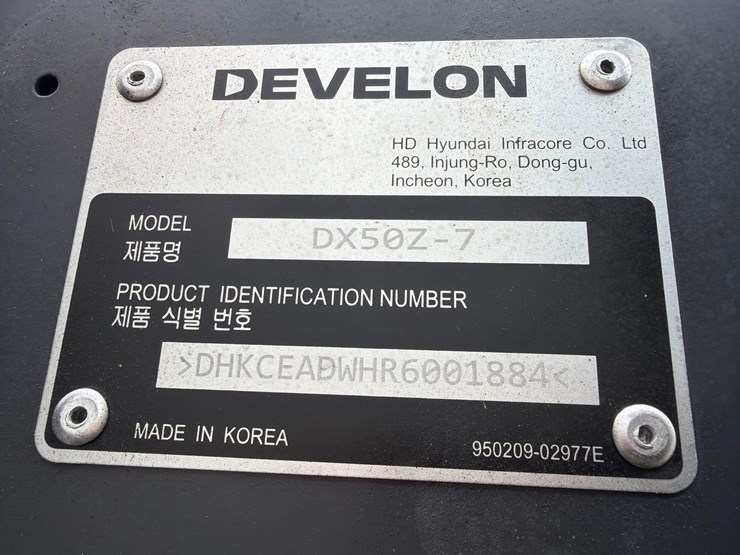 DEVELON
HD Hyundai Infracore Co. Ltd
489, Injung-Ro, Dong-gu,
Incheon, Korea
MODEL
제품명
DX50Z-7
PRODUCT IDENTIFICATION NUMBER
제품 식별 번호
>DHKCEADWHR6001884<
MADE IN KOREA
950209-02977E